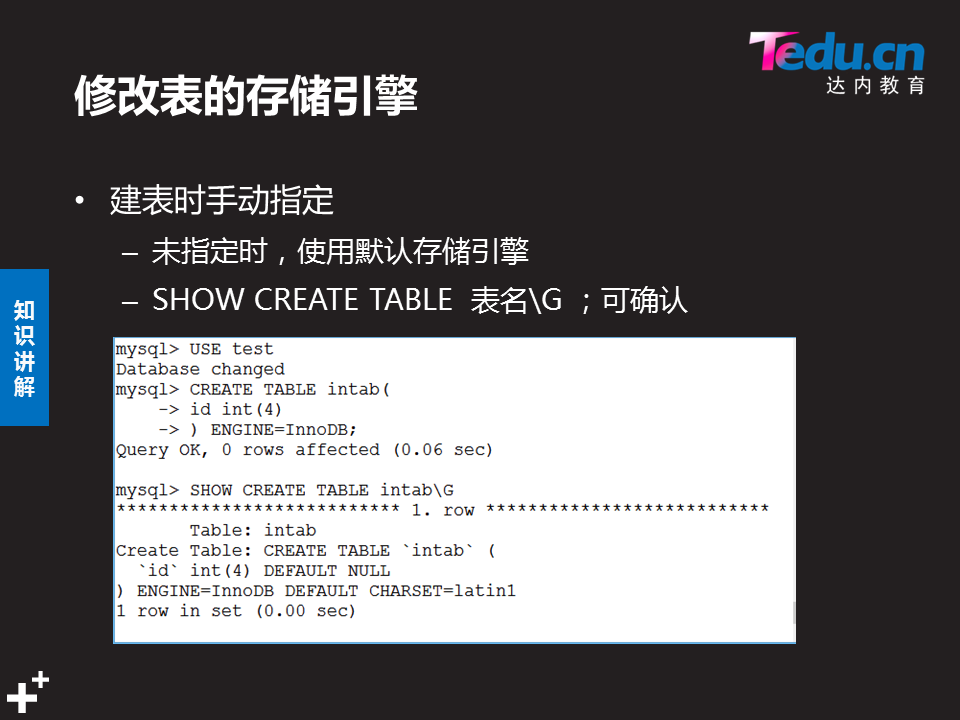 Tedu.cn
达内教育
修改表的存储引擎
• 建表时手动指定
– 未指定时，使用默认存储引擎
– SHOW CREATE TABLE 表名\G ；可确认
知识讲解
mysql> USE test
Database changed
mysql> CREATE TABLE intab(
    -> id int(4)
    -> ) ENGINE=InnoDB;
Query OK, 0 rows affected (0.06 sec)
mysql> SHOW CREATE TABLE intab\G
*************************** 1. row ***************************
       Table: intab
Create Table: CREATE TABLE `intab` (
  `id` int(4) DEFAULT NULL
) ENGINE=InnoDB DEFAULT CHARSET=latin1
1 row in set (0.00 sec)